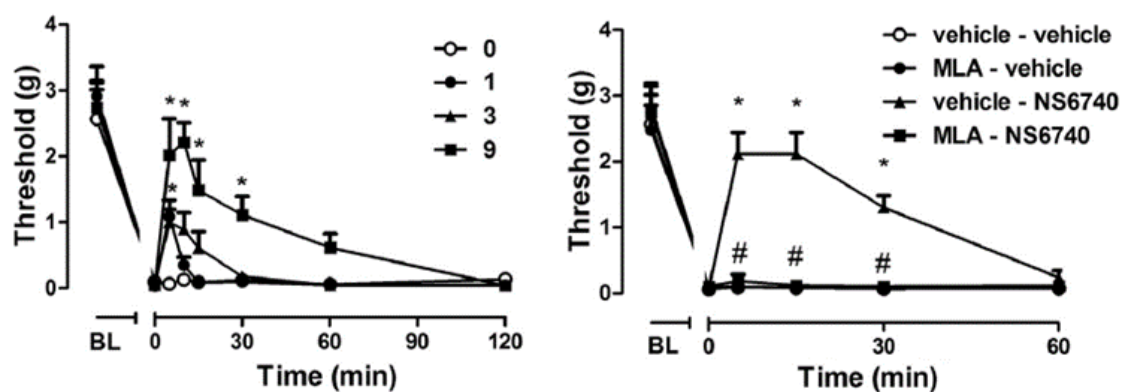 Threshold (g)
4
3
2
1
0
* *
*
*
*
0
1
3
9
BL
0
30
60
90
120
Time (min)
Threshold (g)
4
3
2
1
0
* *
*
# # #
vehicle - vehicle
MLA - vehicle
vehicle - NS6740
MLA - NS6740
BL
0
30
60
Time (min)